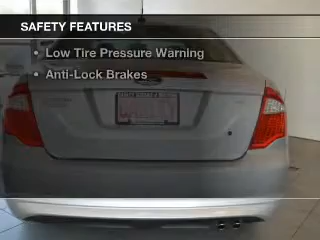 SAFETY FEATURES
• Low Tire Pressure Warning
• Anti-Lock Brakes